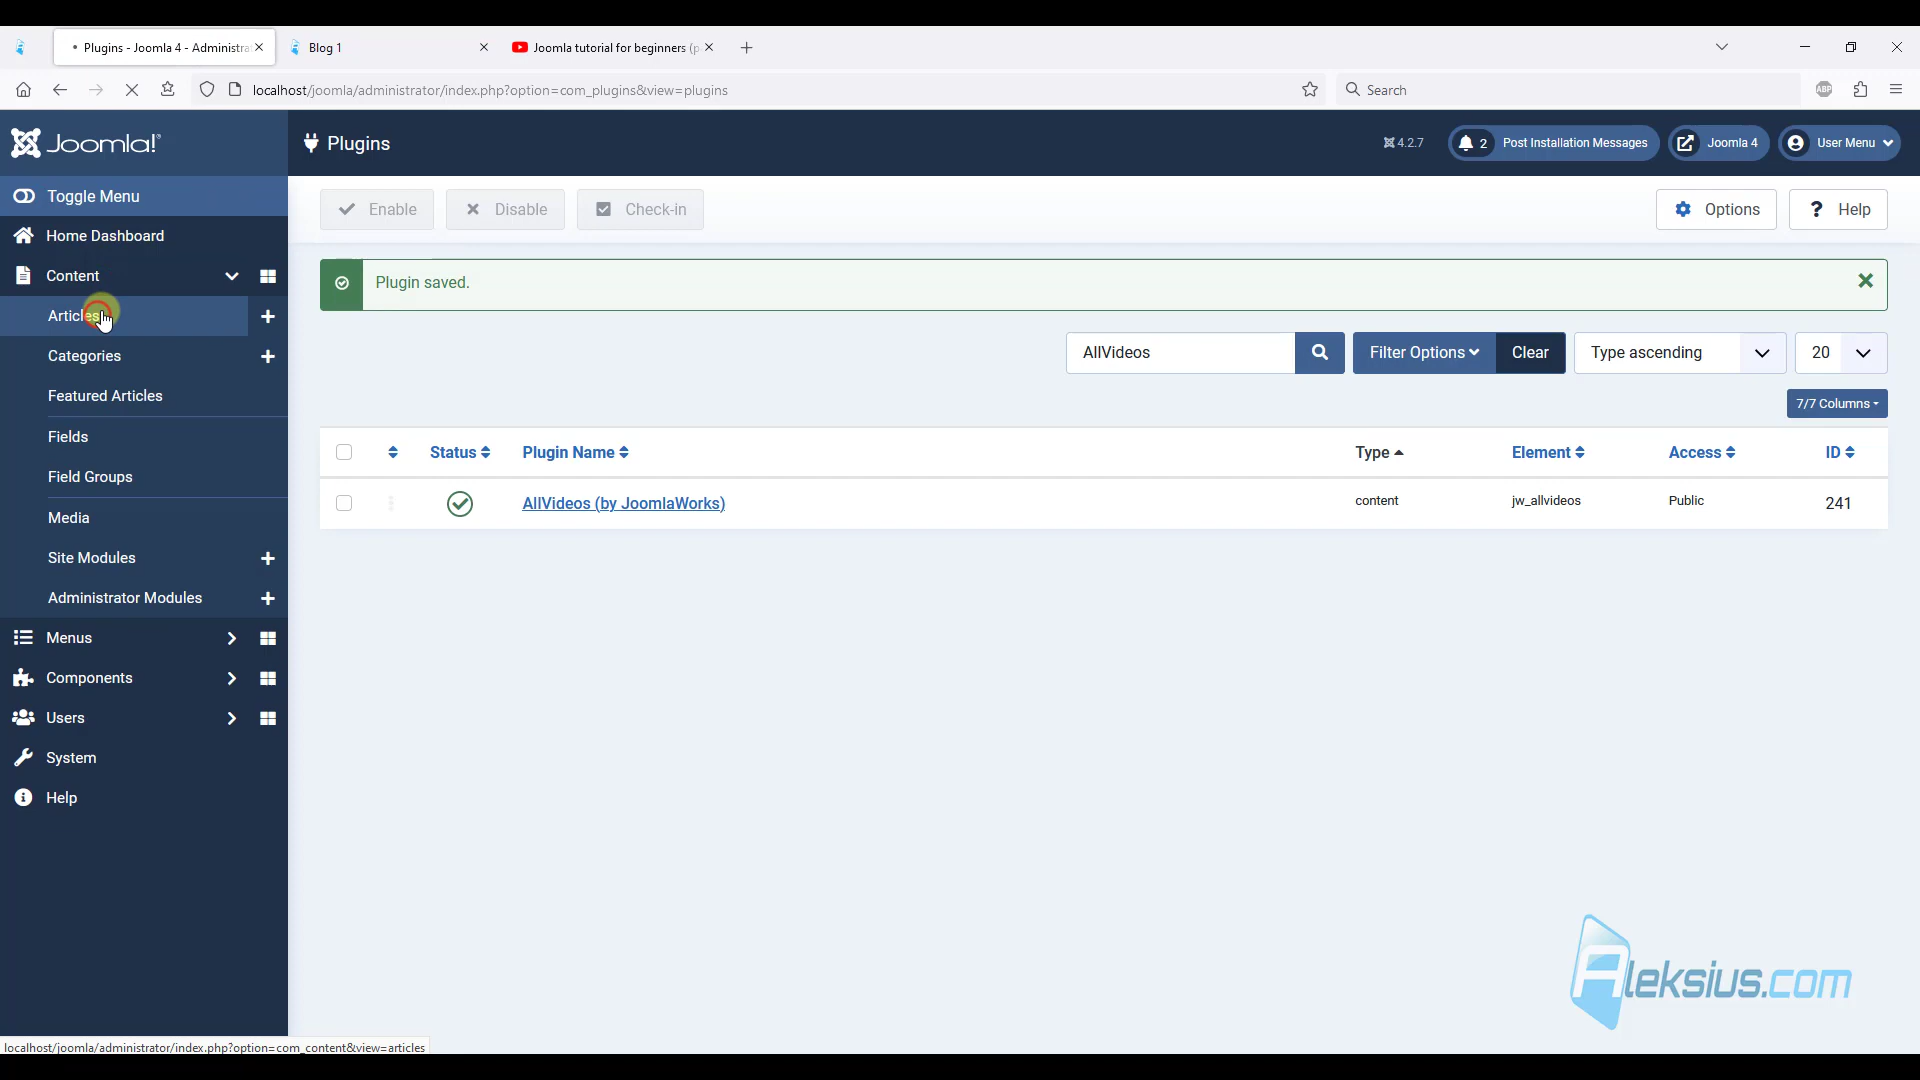 Plugins - Joomla 4 - Administra
Blog 1
Joomla tutorial for beginners (p
localhost/joomla/administrator/index.php?option=com_plugins&view=plugins
Search
ABP
Joomla!
Plugins
4.2.7
2
Post Installation Messages
Joomla 4
User Menu
Toggle Menu
Enable
Disable
Check-in
Options
? Help
Home Dashboard
Content
Plugin saved.
Articles
Categories
AllVideos
Filter Options
Clear
Type ascending
20
Featured Articles
7/7 Columns
Fields
Status
Plugin Name
Type
Element
Access
ID
Field Groups
AllVideos (by JoomlaWorks)
content
jw_allvideos
Public
241
Media
Site Modules
Administrator Modules
Menus
Components
Users
System
Help
Aleksius.com
localhost/joomla/administrator/index.php?option=com_content&view=articles